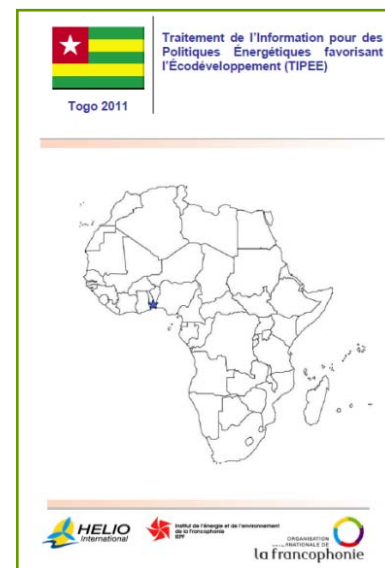 Traitement de l'Information pour des
Politiques Énergétiques favorisant
l'Écodéveloppement (TIPEE)
Togo 2011
HELIO
International
Institut de l'énergie et de l'environnement
de la Francophonie
IEPF
ORGANISATION
INTERNATIONALE DE
la francophonie